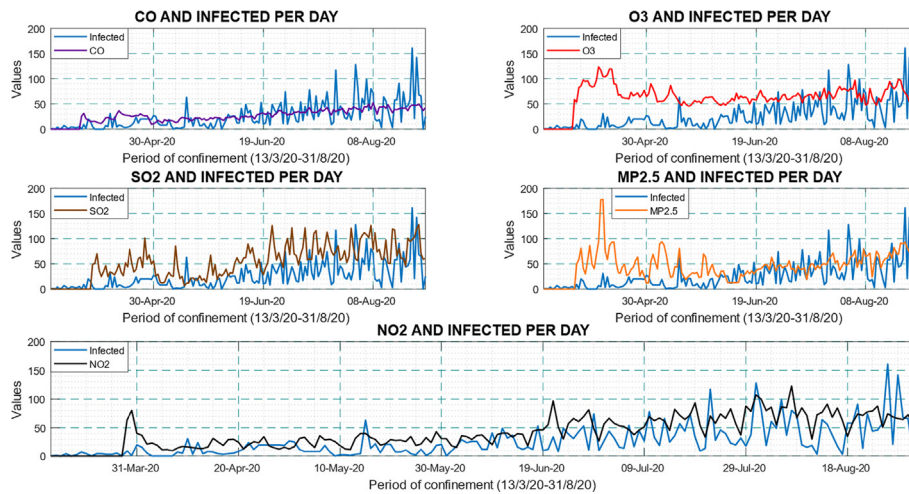 CO AND INFECTED PER DAY
200
150
100
50
0
Values
Infected
CO
30-Apr-20
19-Jun-20
08-Aug-20
Period of confinement (13/3/20-31/8/20)
O3 AND INFECTED PER DAY
200
150
100
50
0
Values
Infected
O3
30-Apr-20
19-Jun-20
08-Aug-20
Period of confinement (13/3/20-31/8/20)
SO2 AND INFECTED PER DAY
200
150
100
50
0
Values
Infected
SO2
30-Apr-20
19-Jun-20
08-Aug-20
Period of confinement (13/3/20-31/8/20)
MP2.5 AND INFECTED PER DAY
200
150
100
50
0
Values
Infected
MP2.5
30-Apr-20
19-Jun-20
08-Aug-20
Period of confinement (13/3/20-31/8/20)
NO2 AND INFECTED PER DAY
200
150
100
50
0
Values
Infected
NO2
31-Mar-20
20-Apr-20
10-May-20
30-May-20
19-Jun-20
09-Jul-20
29-Jul-20
18-Aug-20
Period of confinement (13/3/20-31/8/20)